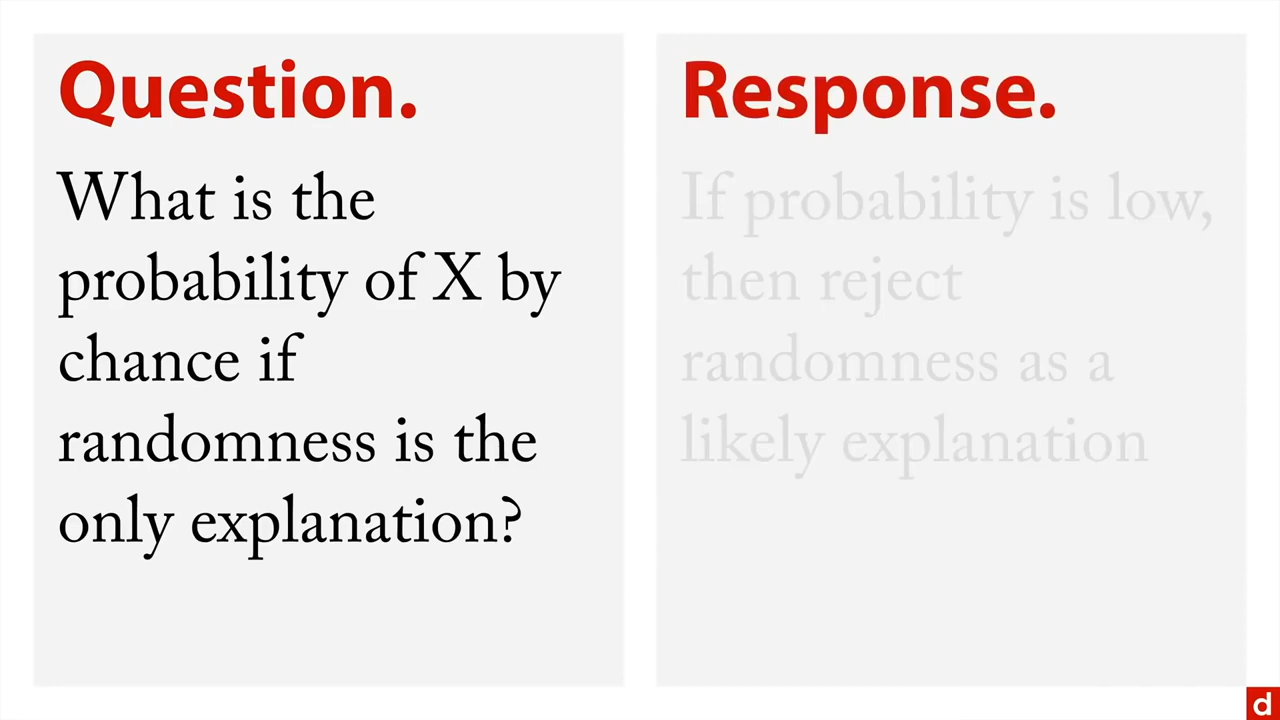 Question.
What is the
probability of X by
chance if
randomness is the
only explanation?
Response.
If probability is low,
then reject
randomness as a
likely explanation
d